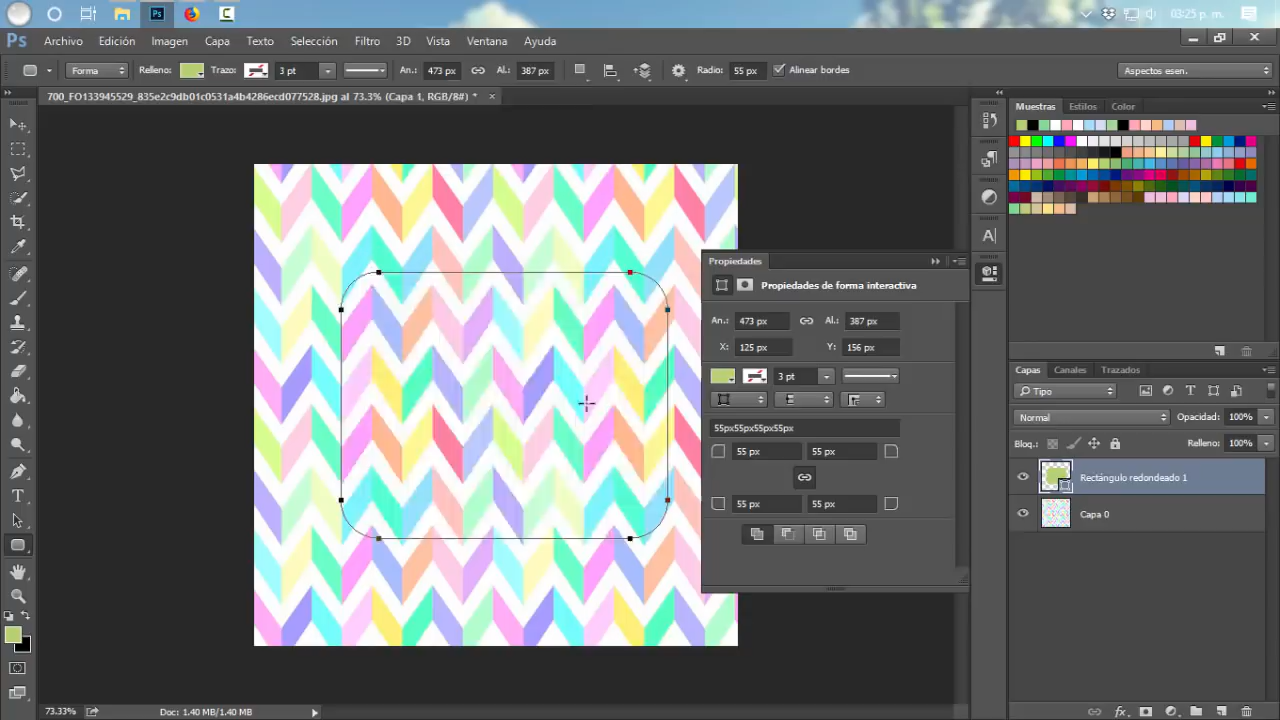 03:25 p. m.
Ps
Archivo Edición Imagen Capa Texto Selección Filtro 3D Vista Ventana Ayuda
Forma Relleno: Trazo: 3 pt An.: 473 px Al.: 387 px Radio: 55 px Alinear bordes Aspectos esen.
700_FO133945529_835e2c9db01c0531a4b4286ecd077528.jpg al 73.3% (Capa 1, RGB/8#) *
Muestras Estilos Color
Propiedades
Propiedades de forma interactiva
An.: 473 px Al.: 387 px
X: 125 px Y: 156 px
3 pt
55px55px55px55px
55 px 55 px
55 px 55 px
Capas Canales Trazados
Tipo
Normal Opacidad: 100%
Bloq.: Relleno: 100%
Rectángulo redondeado 1
Capa 0
73.33% Doc: 1.40 MB/1.40 MB